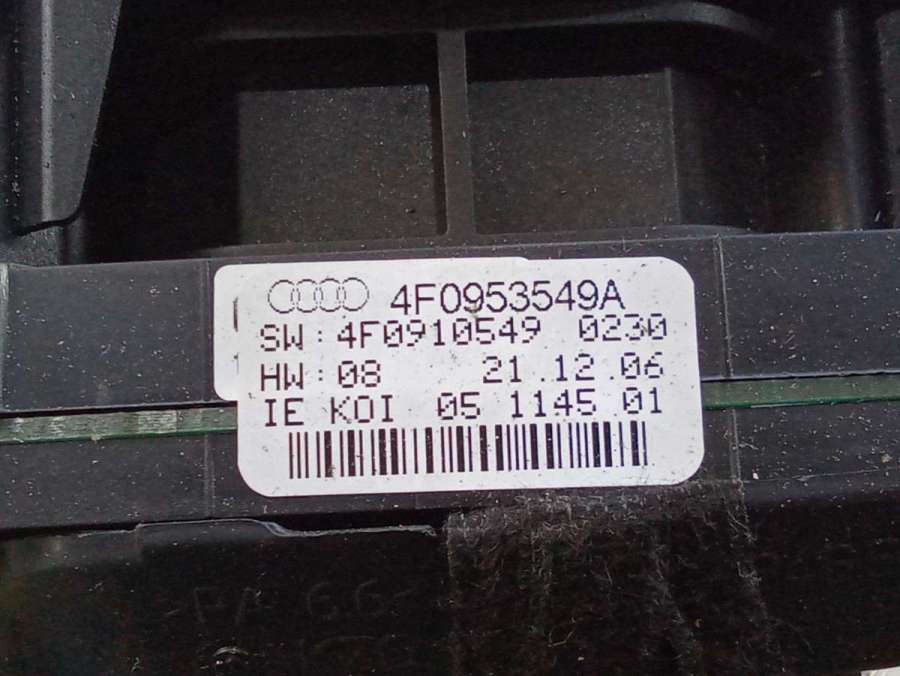 4F0953549A
SW:4F0910549 0230
HW:08 21.12.06
IE KOI 05 1145 01